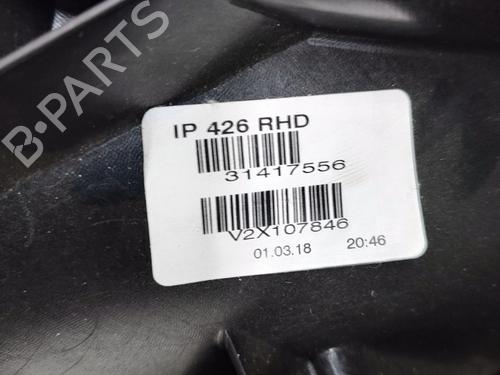 IP 426 RHD
31417556
V2X107846
01.03.18 20:46
B-PARTS